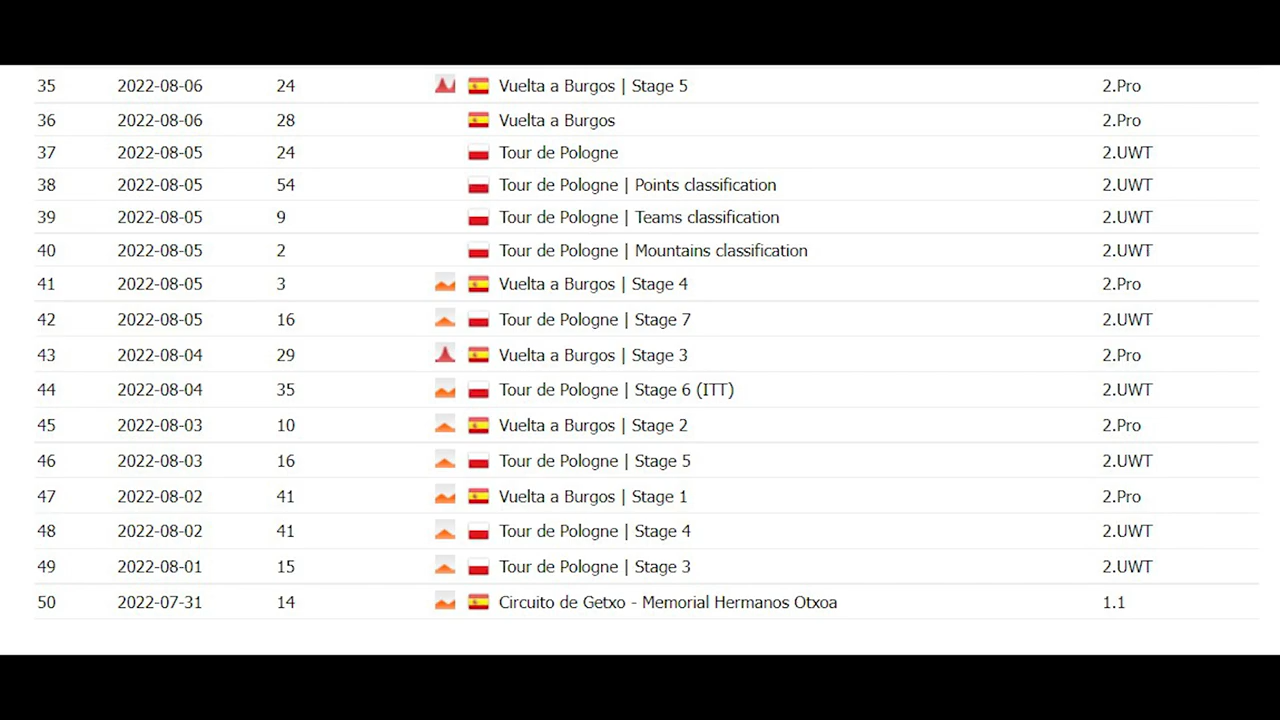 35 2022-08-06 24 Vuelta a Burgos | Stage 5 2.Pro
36 2022-08-06 28 Vuelta a Burgos 2.Pro
37 2022-08-05 24 Tour de Pologne 2.UWT
38 2022-08-05 54 Tour de Pologne | Points classification 2.UWT
39 2022-08-05 9 Tour de Pologne | Teams classification 2.UWT
40 2022-08-05 2 Tour de Pologne | Mountains classification 2.UWT
41 2022-08-05 3 Vuelta a Burgos | Stage 4 2.Pro
42 2022-08-05 16 Tour de Pologne | Stage 7 2.UWT
43 2022-08-04 29 Vuelta a Burgos | Stage 3 2.Pro
44 2022-08-04 35 Tour de Pologne | Stage 6 (ITT) 2.UWT
45 2022-08-03 10 Vuelta a Burgos | Stage 2 2.Pro
46 2022-08-03 16 Tour de Pologne | Stage 5 2.UWT
47 2022-08-02 41 Vuelta a Burgos | Stage 1 2.Pro
48 2022-08-02 41 Tour de Pologne | Stage 4 2.UWT
49 2022-08-01 15 Tour de Pologne | Stage 3 2.UWT
50 2022-07-31 14 Circuito de Getxo - Memorial Hermanos Otxoa 1.1